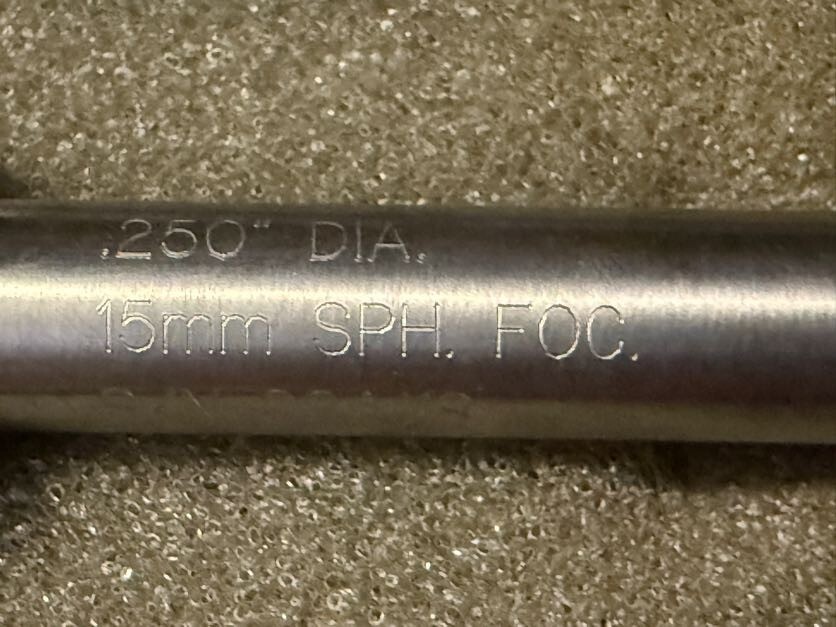 .250" DIA.
15mm SPH. FOC.